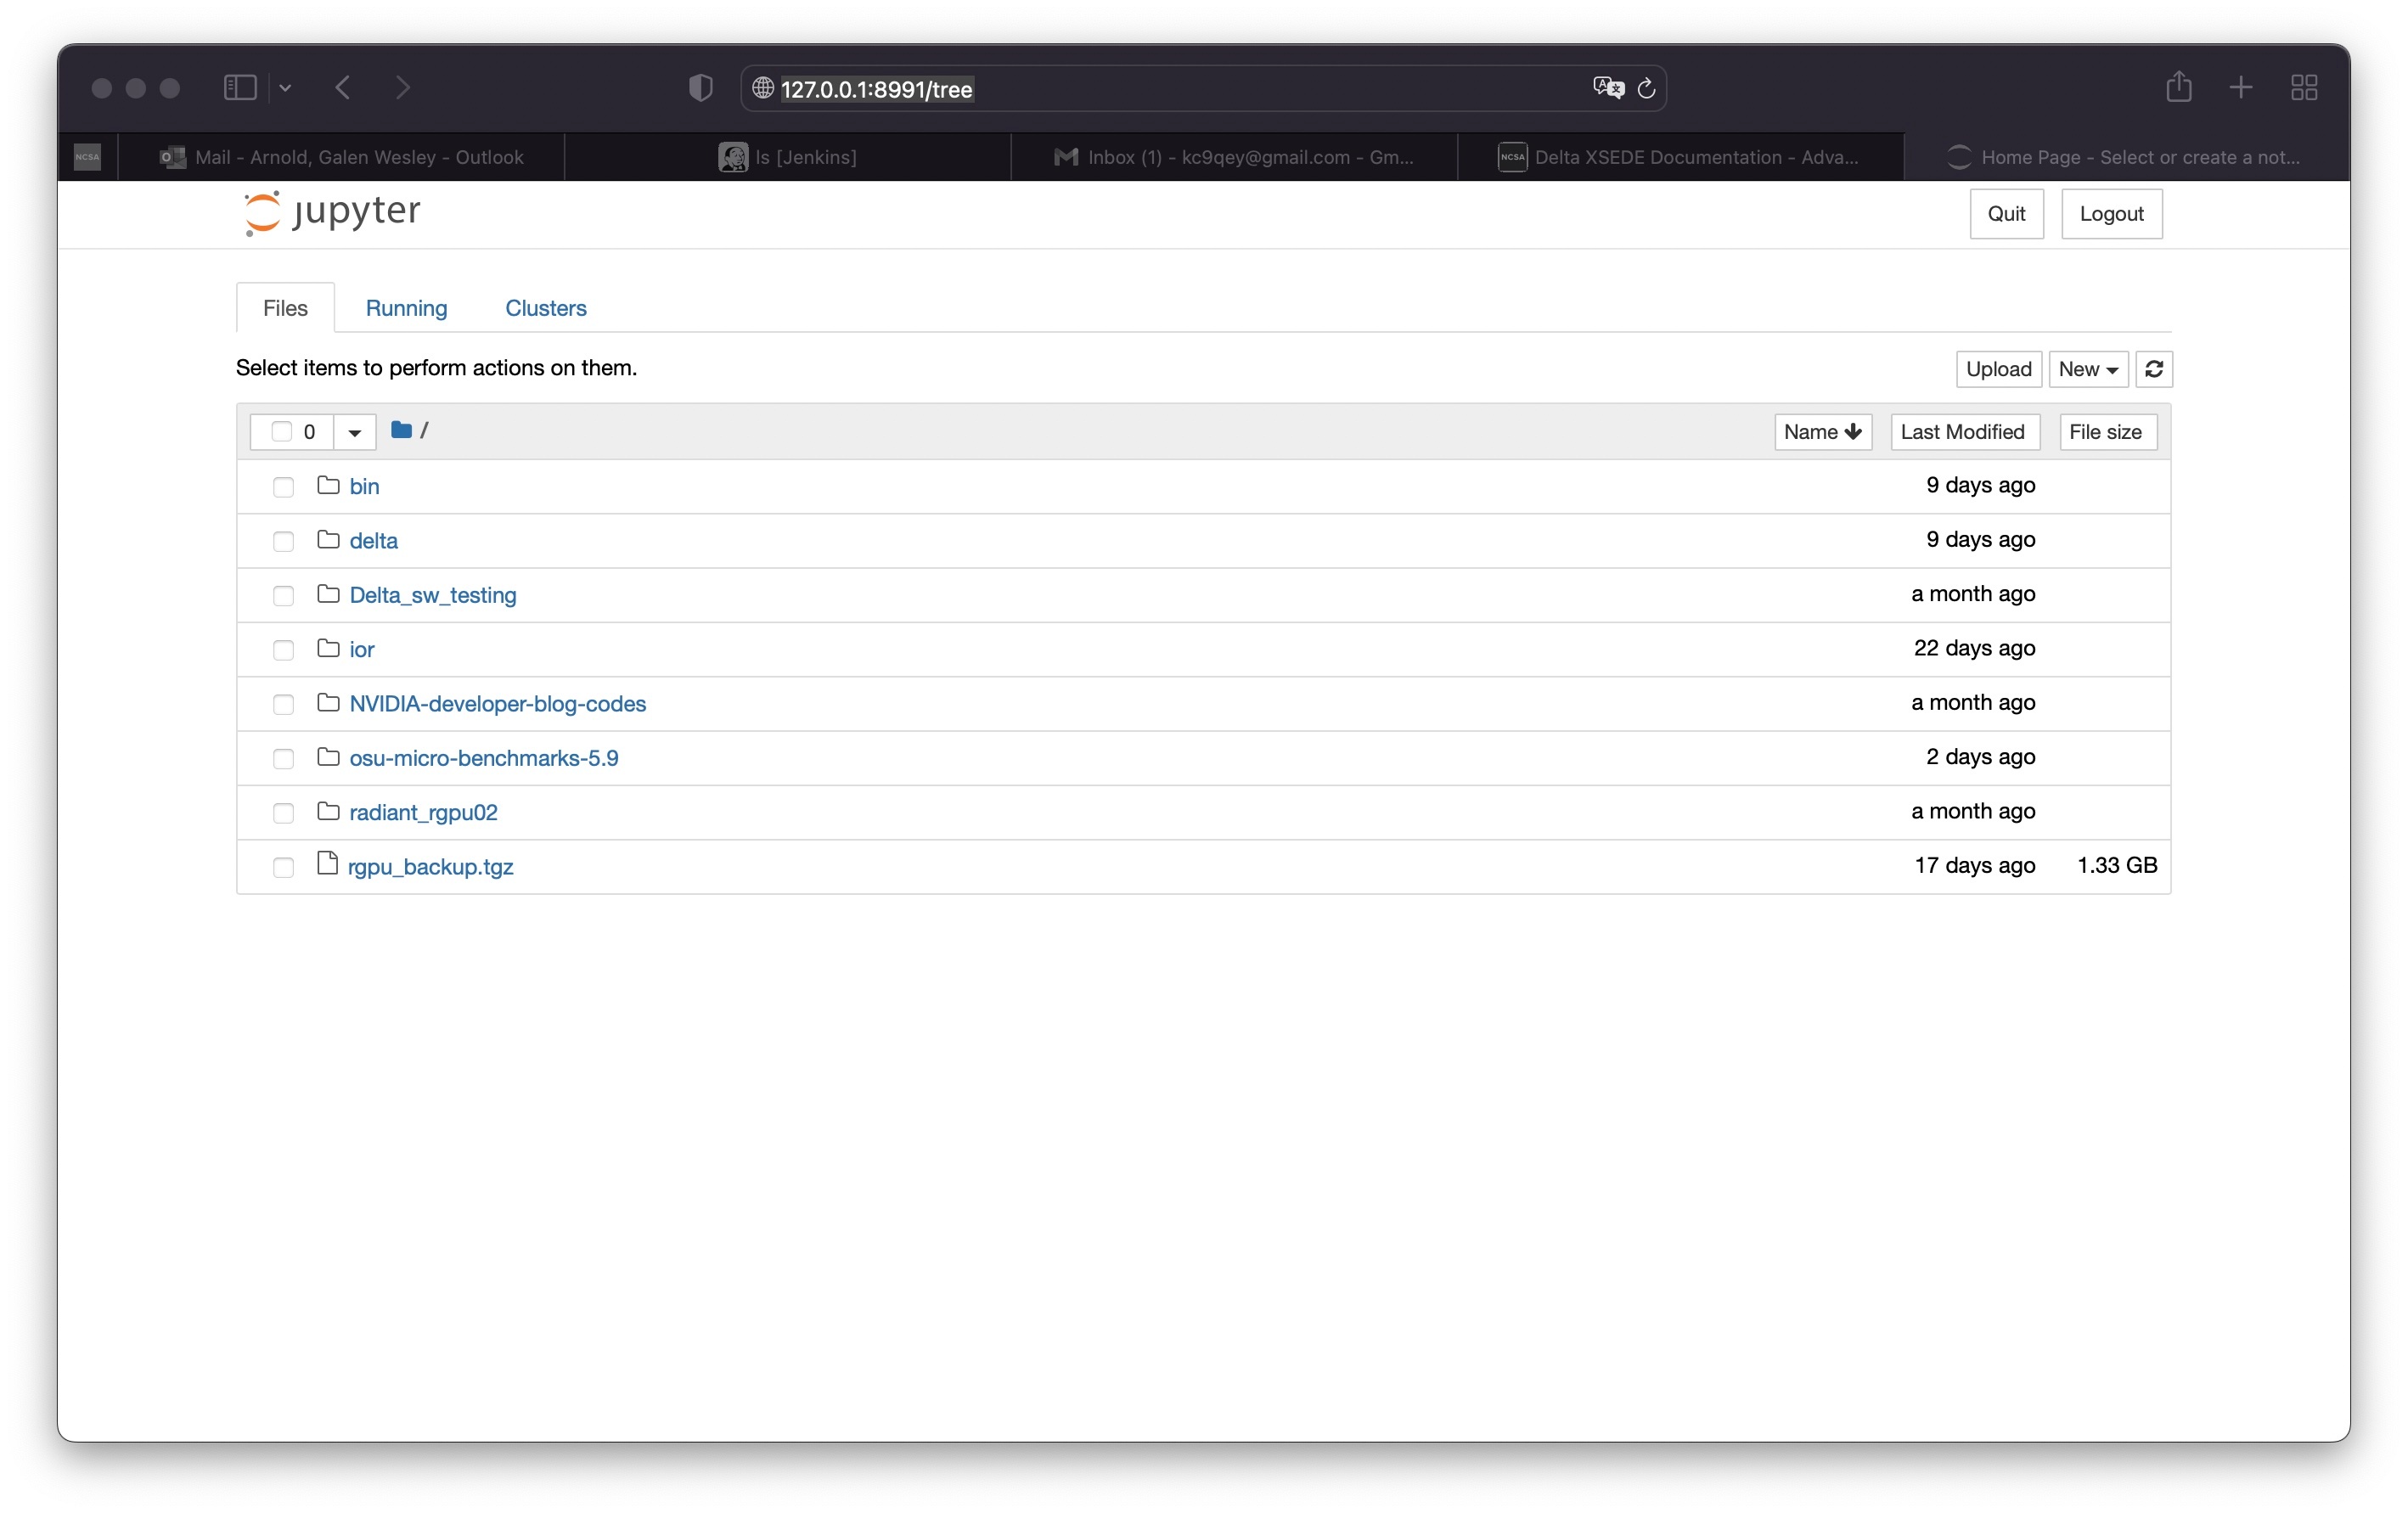 127.0.0.1:8991/tree
NCSA
Mail - Arnold, Galen Wesley - Outlook
ls [Jenkins]
Inbox (1) - kc9qey@gmail.com - Gm...
NCSA Delta XSEDE Documentation - Adva...
Home Page - Select or create a not...
jupyter
Quit Logout
Files Running Clusters
Select items to perform actions on them.
Upload New
0 /
Name Last Modified File size
bin 9 days ago
delta 9 days ago
Delta_sw_testing a month ago
ior 22 days ago
NVIDIA-developer-blog-codes a month ago
osu-micro-benchmarks-5.9 2 days ago
radiant_rgpu02 a month ago
rgpu_backup.tgz 17 days ago 1.33 GB